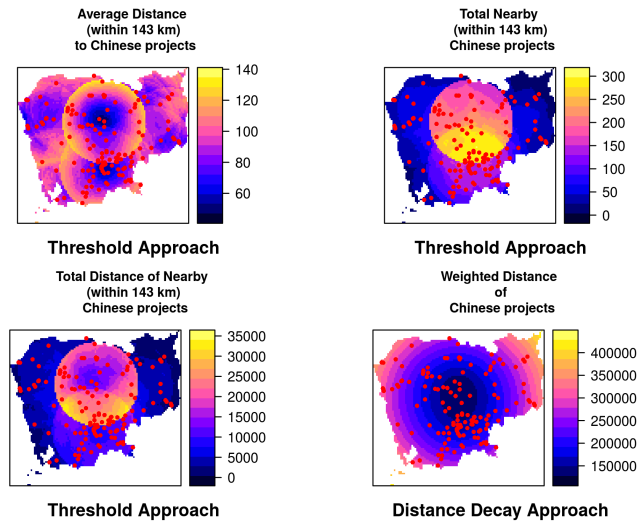 Average Distance
(within 143 km)
to Chinese projects
140
120
100
80
60
Threshold Approach
Total Nearby
(within 143 km)
Chinese projects
300
250
200
150
100
50
0
Threshold Approach
Total Distance of Nearby
(within 143 km)
Chinese projects
35000
30000
25000
20000
15000
10000
5000
0
Threshold Approach
Weighted Distance
of
Chinese projects
400000
350000
300000
250000
200000
150000
Distance Decay Approach